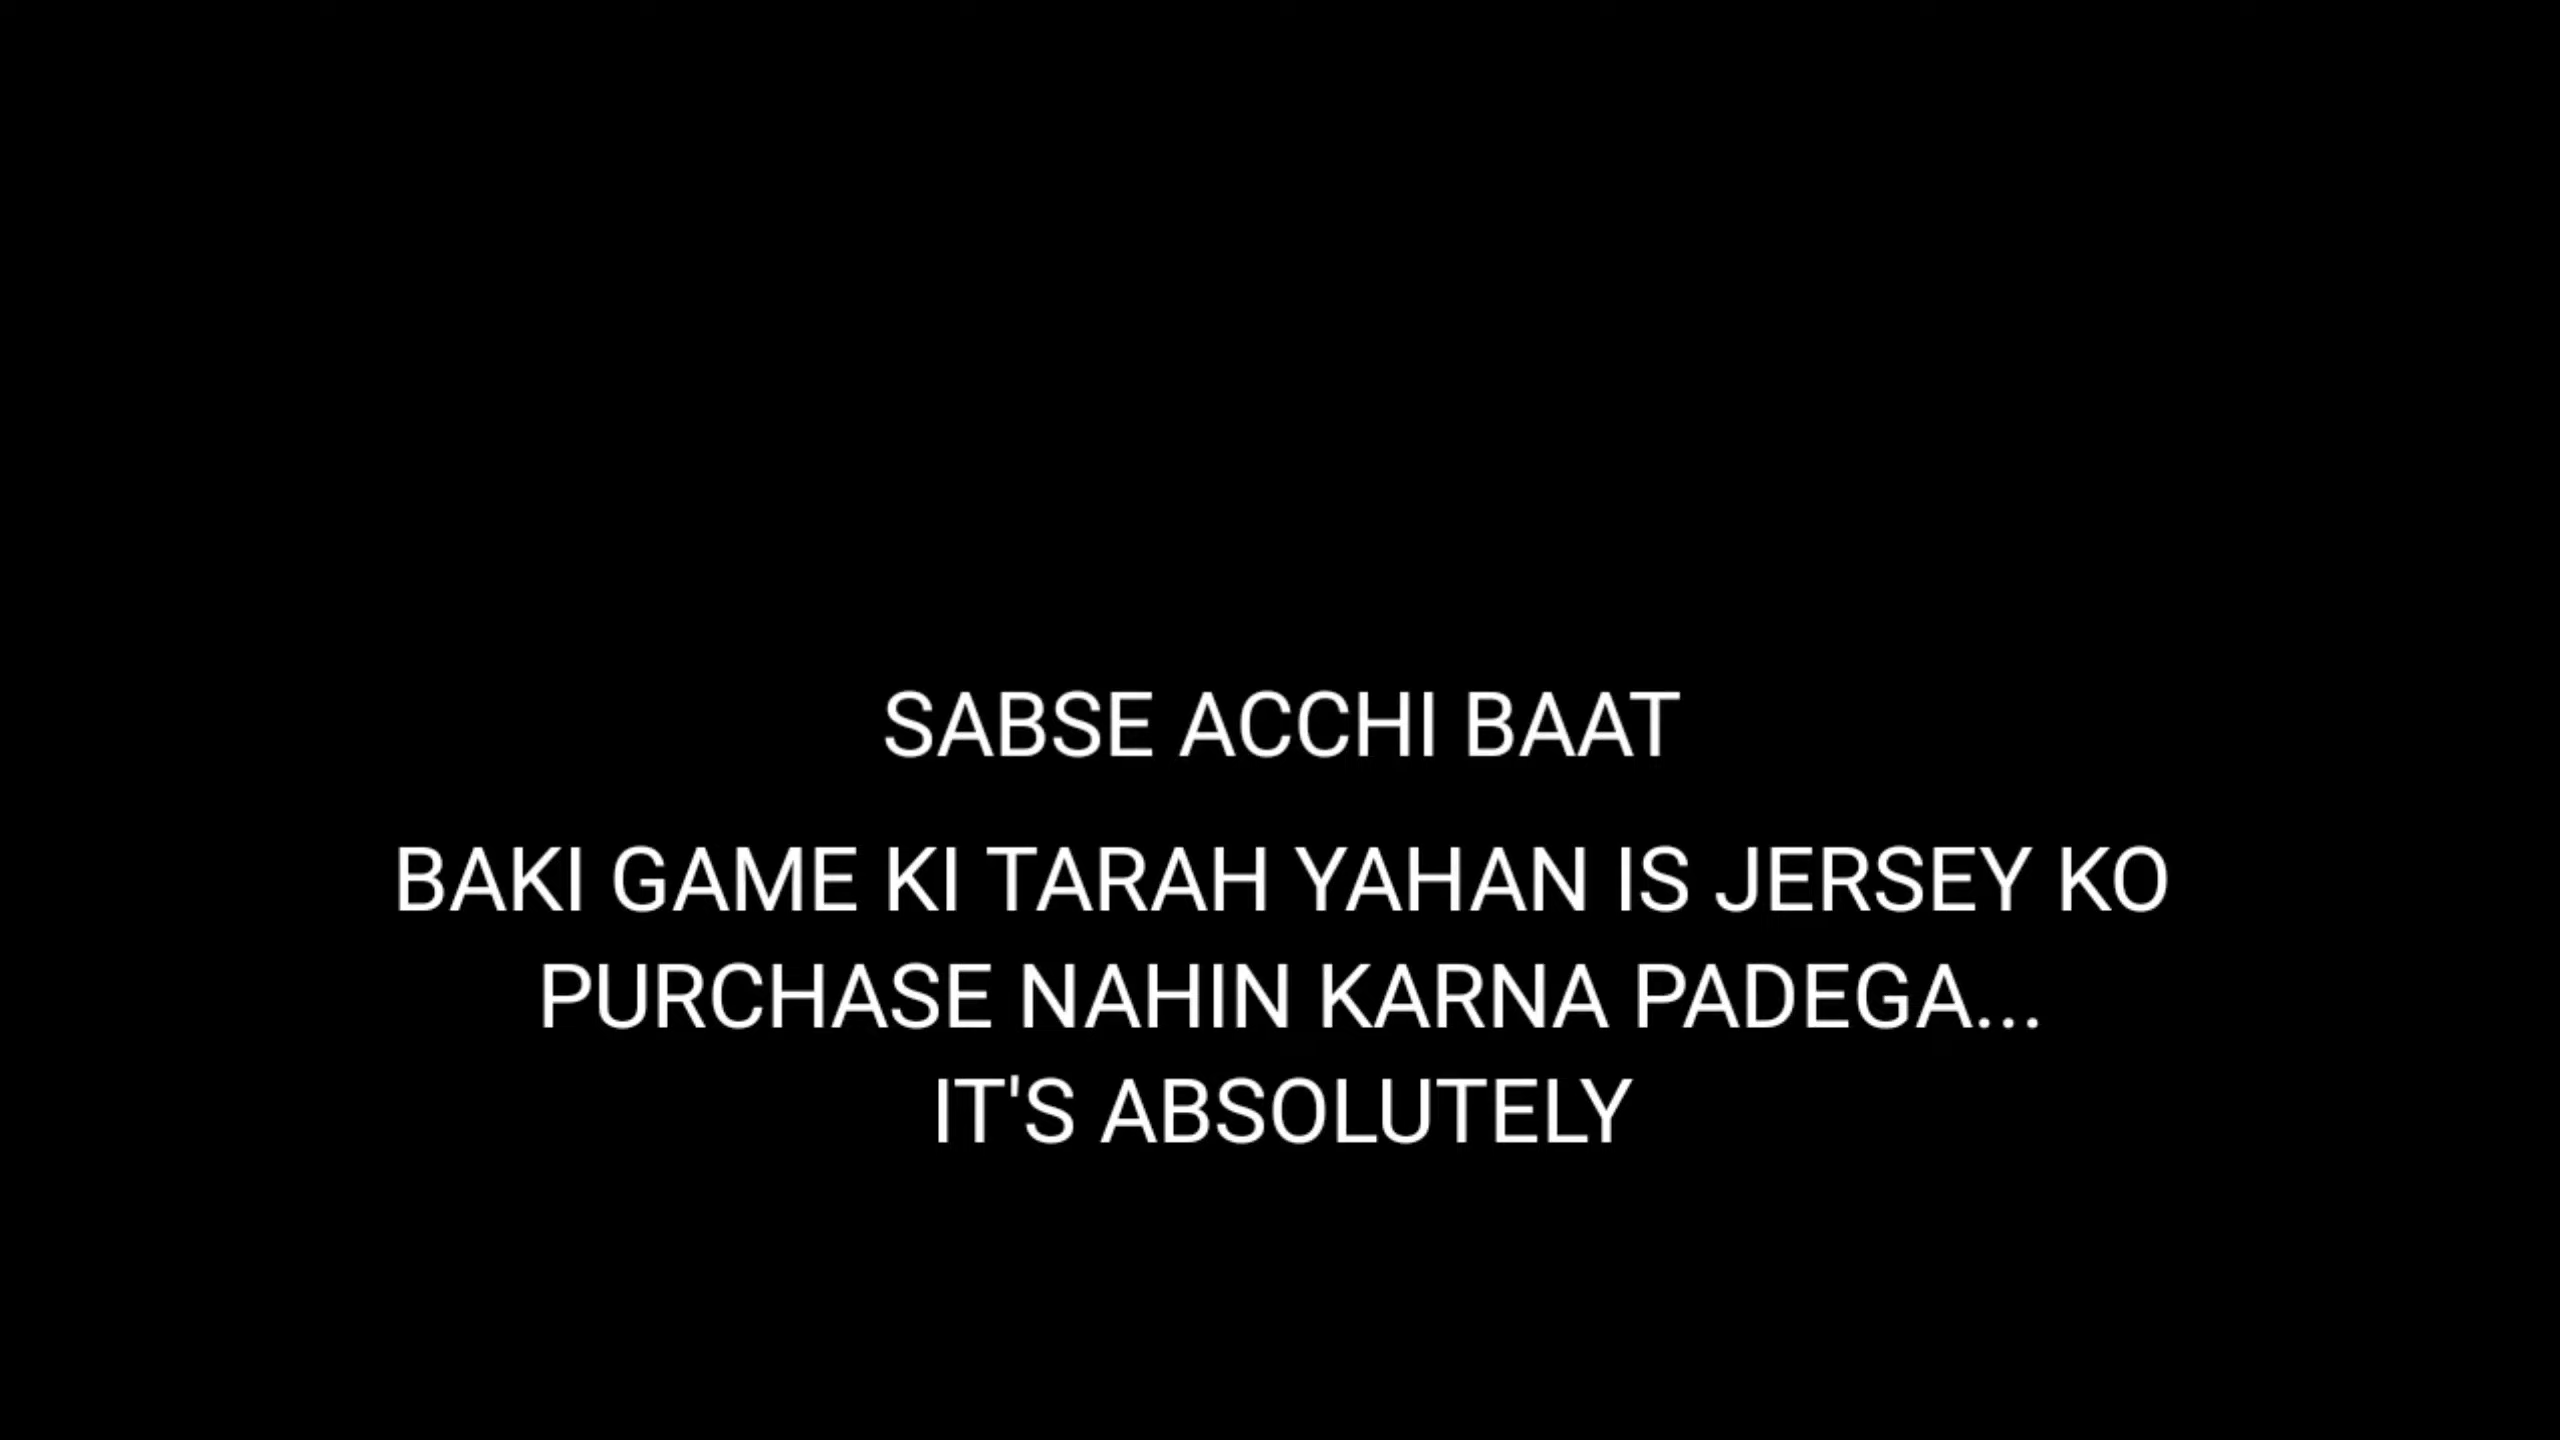 SABSE ACCHI BAAT
BAKI GAME KI TARAH YAHAN IS JERSEY KO
PURCHASE NAHIN KARNA PADEGA...
IT'S ABSOLUTELY